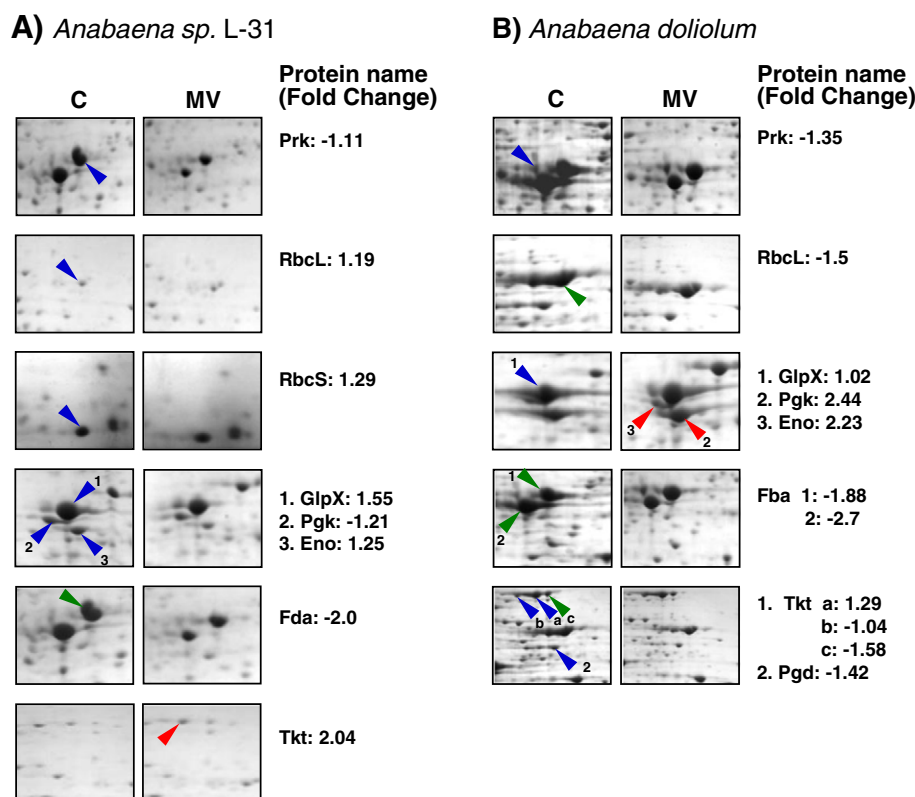 A) Anabaena sp. L-31
Protein name
(Fold Change)
C MV
Prk: -1.11
RbcL: 1.19
RbcS: 1.29
1
2
3
1. GlpX: 1.55
2. Pgk: -1.21
3. Eno: 1.25
Fda: -2.0
Tkt: 2.04
B) Anabaena doliolum
Protein name
(Fold Change)
C MV
Prk: -1.35
RbcL: -1.5
1
3
2
1. GlpX: 1.02
2. Pgk: 2.44
3. Eno: 2.23
1
2
Fba 1: -1.88
2: -2.7
b a c
2
1. Tkt a: 1.29
b: -1.04
c: -1.58
2. Pgd: -1.42